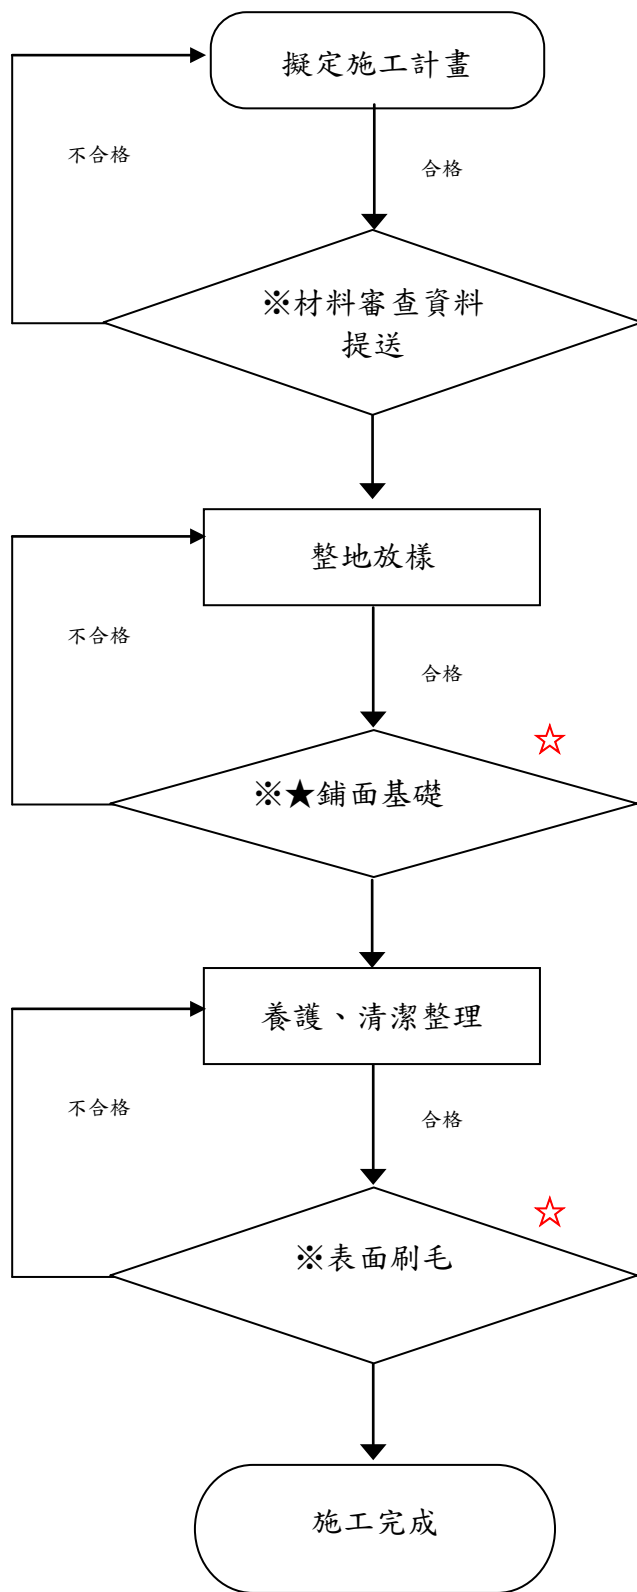 擬定施工計畫
不合格
合格
※材料審查資料
提送
整地放樣
不合格
合格
☆
※★鋪面基礎
養護、清潔整理
不合格
合格
☆
※表面刷毛
施工完成